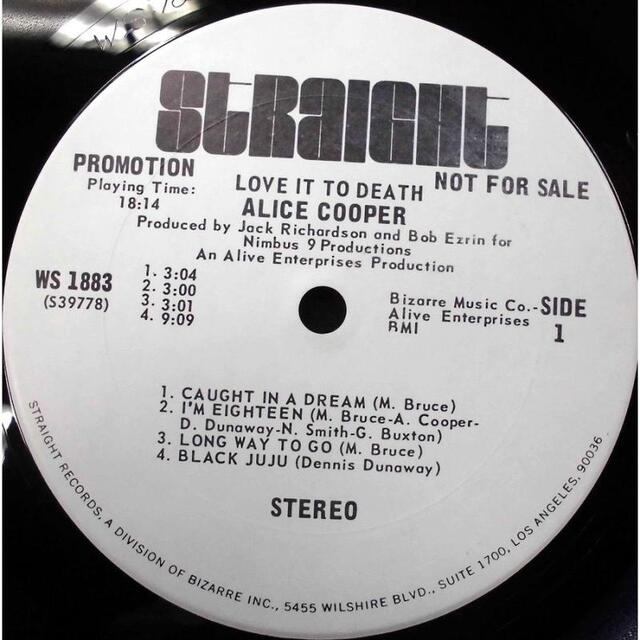 STRAIGHT
PROMOTION
NOT FOR SALE
Playing Time:
18:14
LOVE IT TO DEATH
ALICE COOPER
Produced by Jack Richardson and Bob Ezrin for
Nimbus 9 Productions
An Alive Enterprises Production
WS 1883
(S39778)
1. 3:04
2. 3:00
3. 3:01
4. 9:09
Bizarre Music Co.-
Alive Enterprises
BMI
SIDE
1
1. CAUGHT IN A DREAM (M. Bruce)
2. I'M EIGHTEEN (M. Bruce-A. Cooper-
D. Dunaway-N. Smith-G. Buxton)
3. LONG WAY TO GO (M. Bruce)
4. BLACK JUJU (Dennis Dunaway)
STEREO
STRAIGHT RECORDS, A DIVISION OF BIZARRE INC., 5455 WILSHIRE BLVD., SUITE 1700, LOS ANGELES, 90036